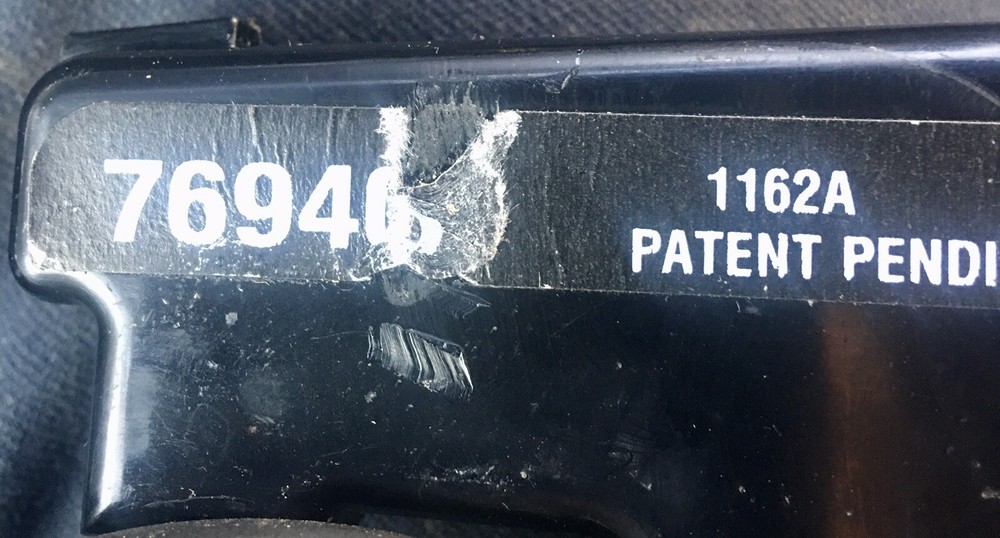 7694
1162A
PATENT PENDI